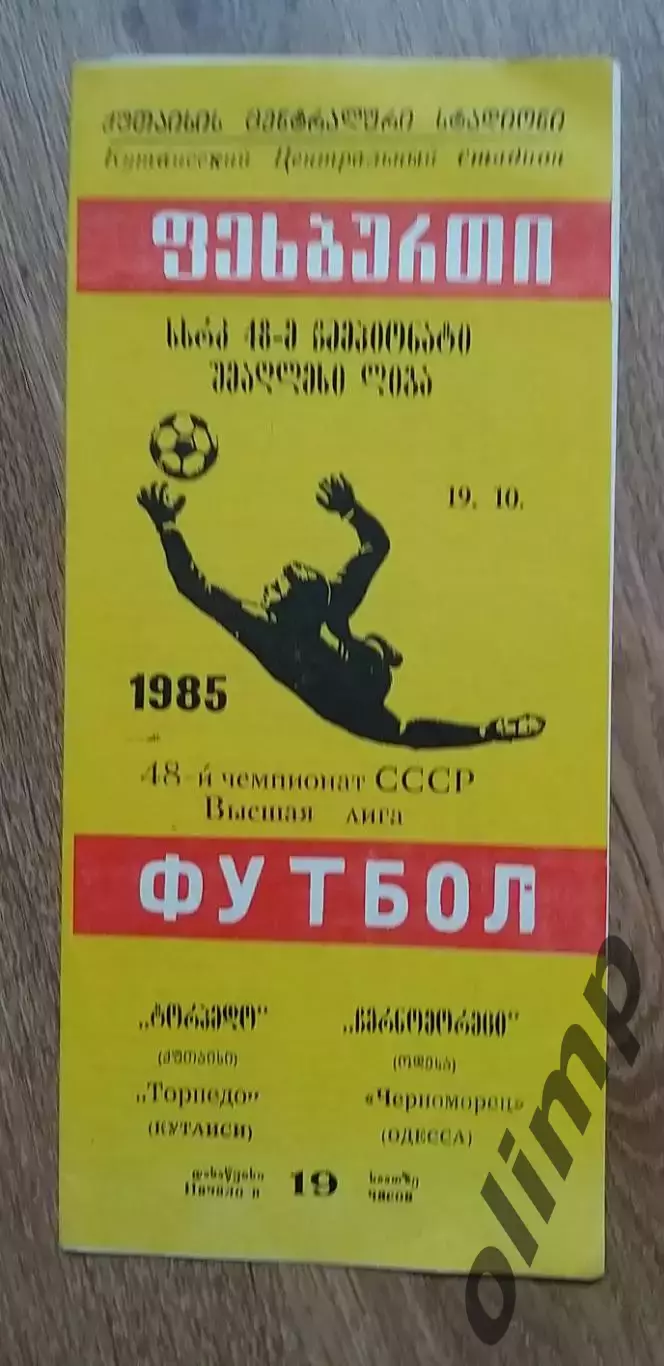 ქუთაისის ცენტრალური სტადიონი
Кутаисский Центральный стадион
ფეხბურთი
სსრკ 48-ე ჩემპიონატი
უმაღლესი ლიგა
19. 10.
1985
48-й чемпионат СССР
Высшая лига
ФУТБОЛ
„ტორპედო" „ჩერნომორეცი"
(ქუთაისი) (ოდესა)
„Торпедо" «Черноморец»
(КУТАИСИ) (ОДЕССА)
დასაწყისი 19 საათზე
Начало в часов
olimp